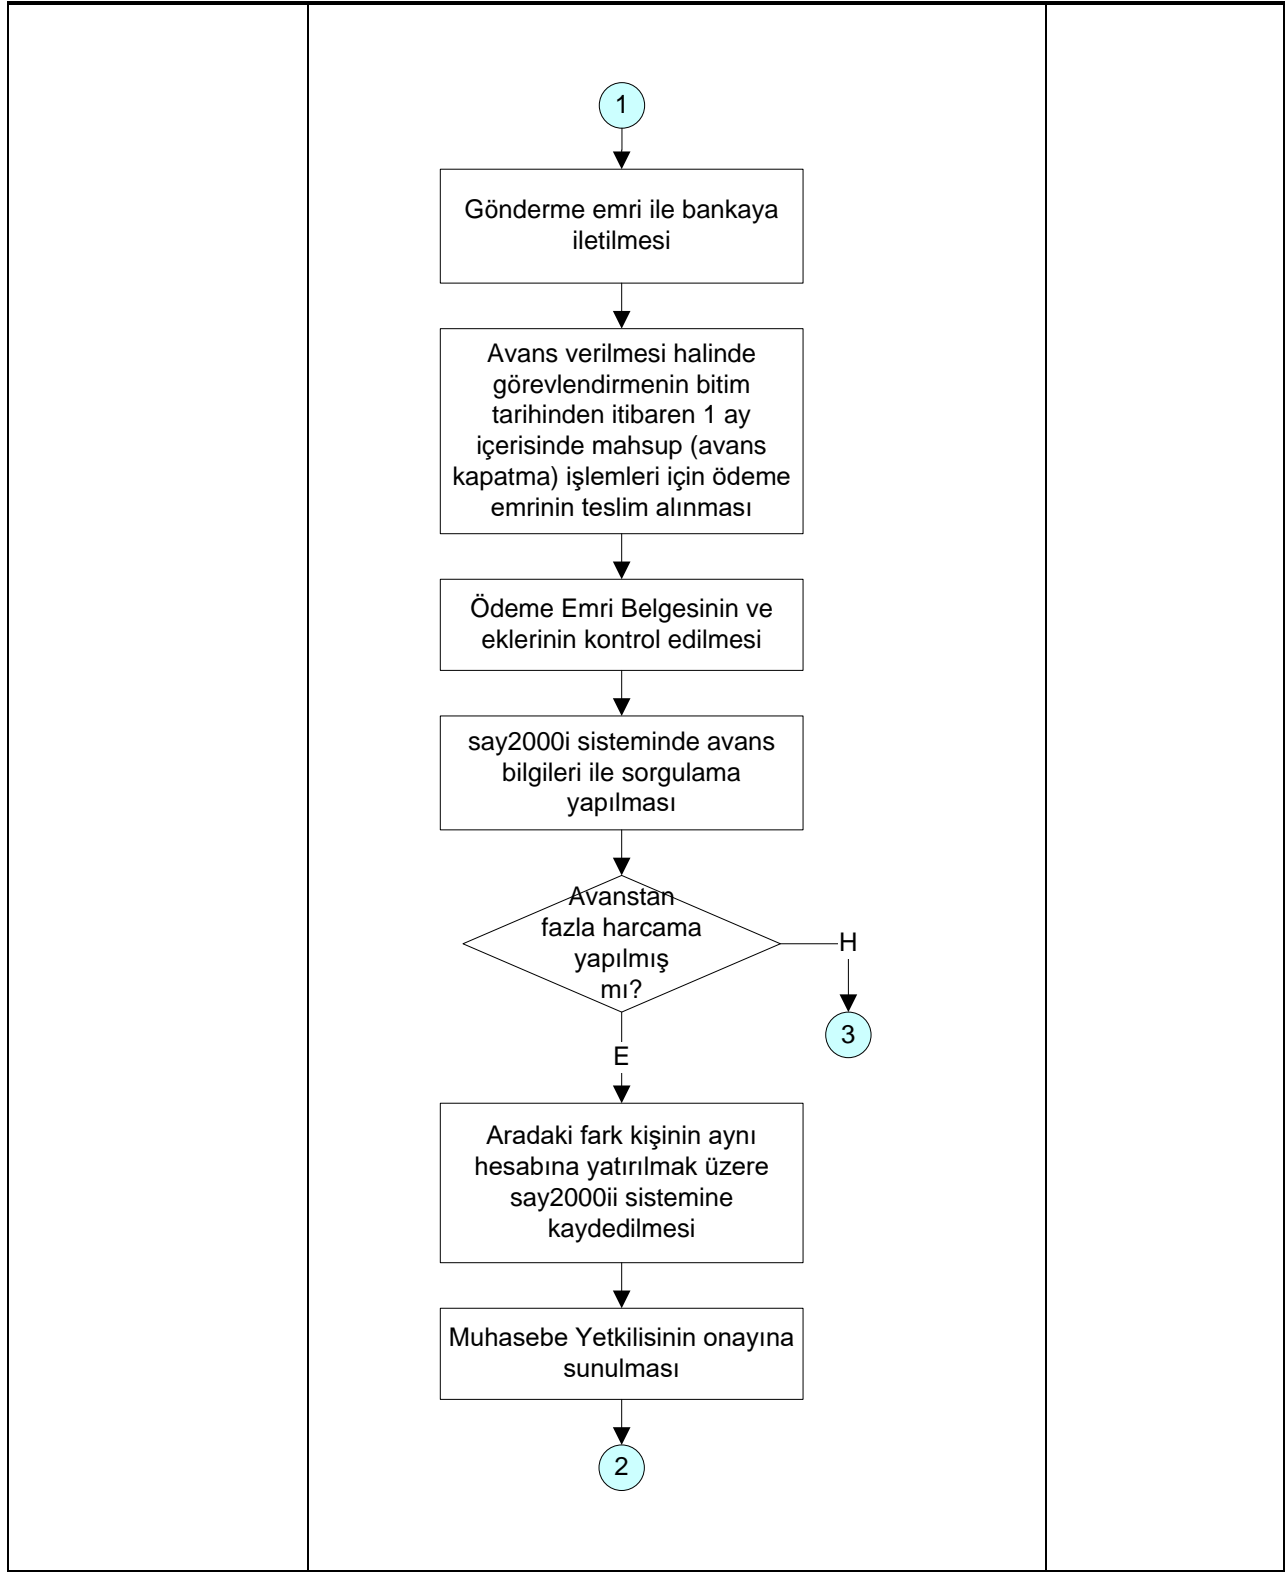 1
Gönderme emri ile bankaya
iletilmesi
Avans verilmesi halinde
görevlendirmenin bitim
tarihinden itibaren 1 ay
içerisinde mahsup (avans
kapatma) işlemleri için ödeme
emrinin teslim alınması
Ödeme Emri Belgesinin ve
eklerinin kontrol edilmesi
say2000i sisteminde avans
bilgileri ile sorgulama
yapılması
Avanstan
fazla harcama
yapılmış
mı?
H
3
E
Aradaki fark kişinin aynı
hesabına yatırılmak üzere
say2000ii sistemine
kaydedilmesi
Muhasebe Yetkilisinin onayına
sunulması
2